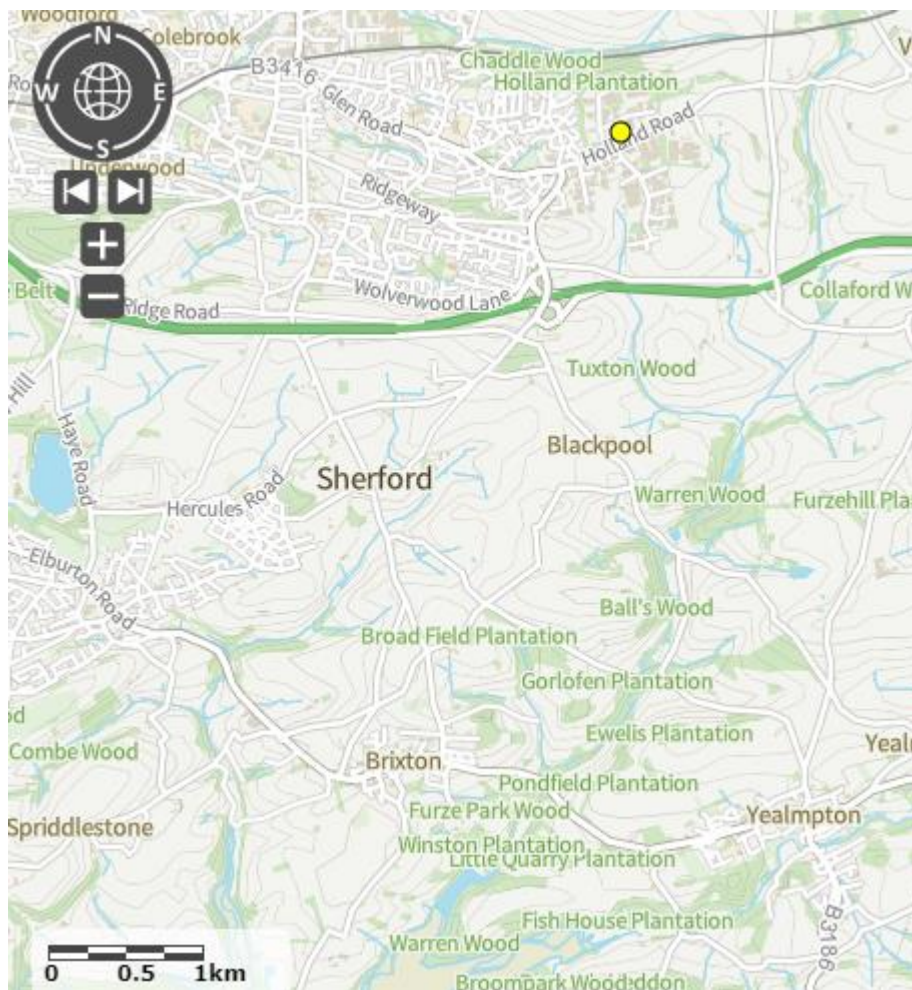 Woodford
Colebrook
N
W
E
S
B3416
Glen Road
Chaddle Wood
Holland Plantation
Holland Road
Underwood
Ridgeway
Wolverwood Lane
Belt
Ridge Road
Collaford W
Hill
Haye Road
Tuxton Wood
Blackpool
Sherford
Hercules Road
Warren Wood
Furzehill Pla
Elburton Road
Ball's Wood
Broad Field Plantation
Gorlofen Plantation
Ewelis Plantation
Combe Wood
Brixton
Yealm
Pondfield Plantation
Furze Park Wood
Yealmpton
Spriddlestone
Winston Plantation
Little Quarry Plantation
Fish House Plantation
B3186
Warren Wood
0 0.5 1km